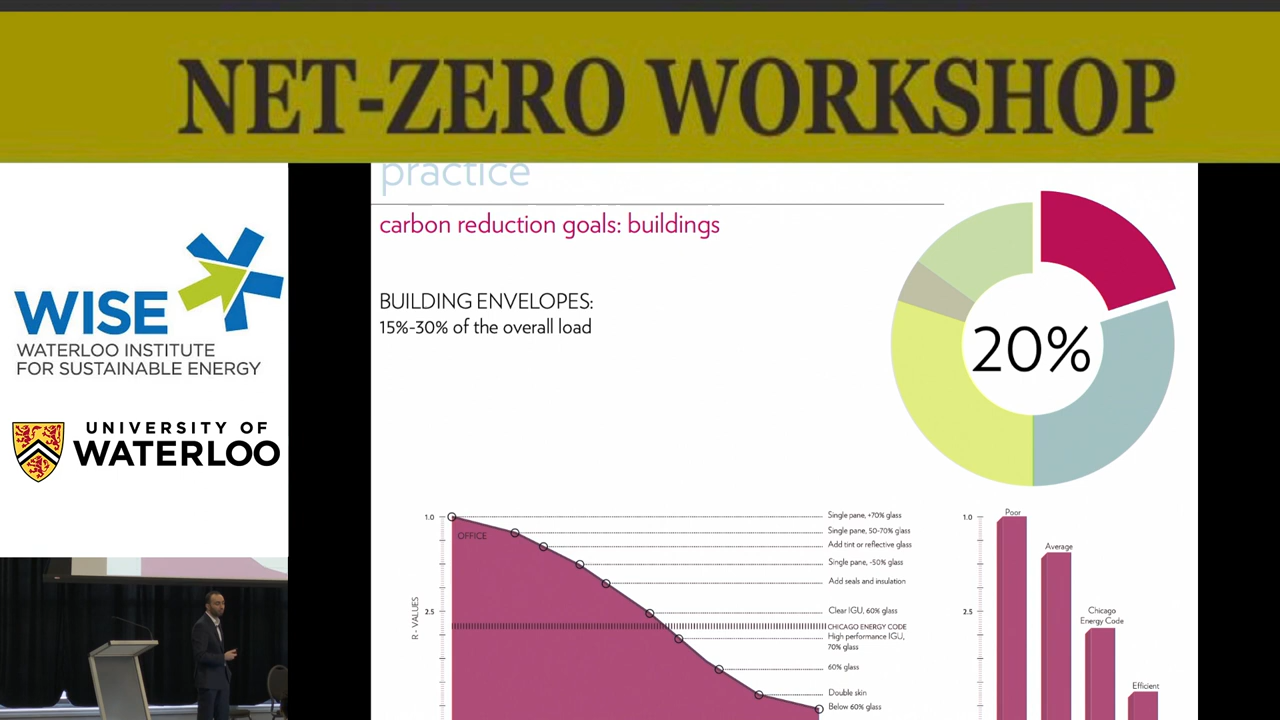 NET-ZERO WORKSHOP
WISE
WATERLOO INSTITUTE
FOR SUSTAINABLE ENERGY
UNIVERSITY OF
WATERLOO
practice
carbon reduction goals: buildings
BUILDING ENVELOPES:
15%-30% of the overall load
20%
R - VALUES
1.0
2.5
OFFICE
Single pane, +70% glass
Single pane, 50-70% glass
Add tint or reflective glass
Single pane, -50% glass
Add seals and insulation
Clear IGU, 60% glass
CHICAGO ENERGY CODE
High performance IGU,
70% glass
60% glass
Double skin
Below 60% glass
1.0
2.5
Poor
Average
Chicago
Energy Code
Efficient